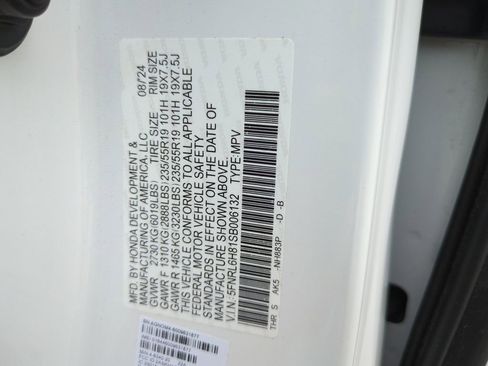 MFD. BY HONDA DEVELOPMENT & 08/24
MANUFACTURING OF AMERICA, LLC
GVWR 2730 KG(6019LBS) TIRE SIZE RIM SIZE
GAWR F 1310 KG(2888LBS)235/55R19 101H 19X7.5J
GAWR R 1465 KG(3230LBS)235/55R19 101H 19X7.5J
THIS VEHICLE CONFORMS TO ALL APPLICABLE
FEDERAL MOTOR VEHICLE SAFETY
STANDARDS IN EFFECT ON THE DATE OF
MANUFACTURE SHOWN ABOVE.
V.I.N.:5FNRL6H81SB006132 TYPE:MPV
THR S AK5 -NH883P -D -B